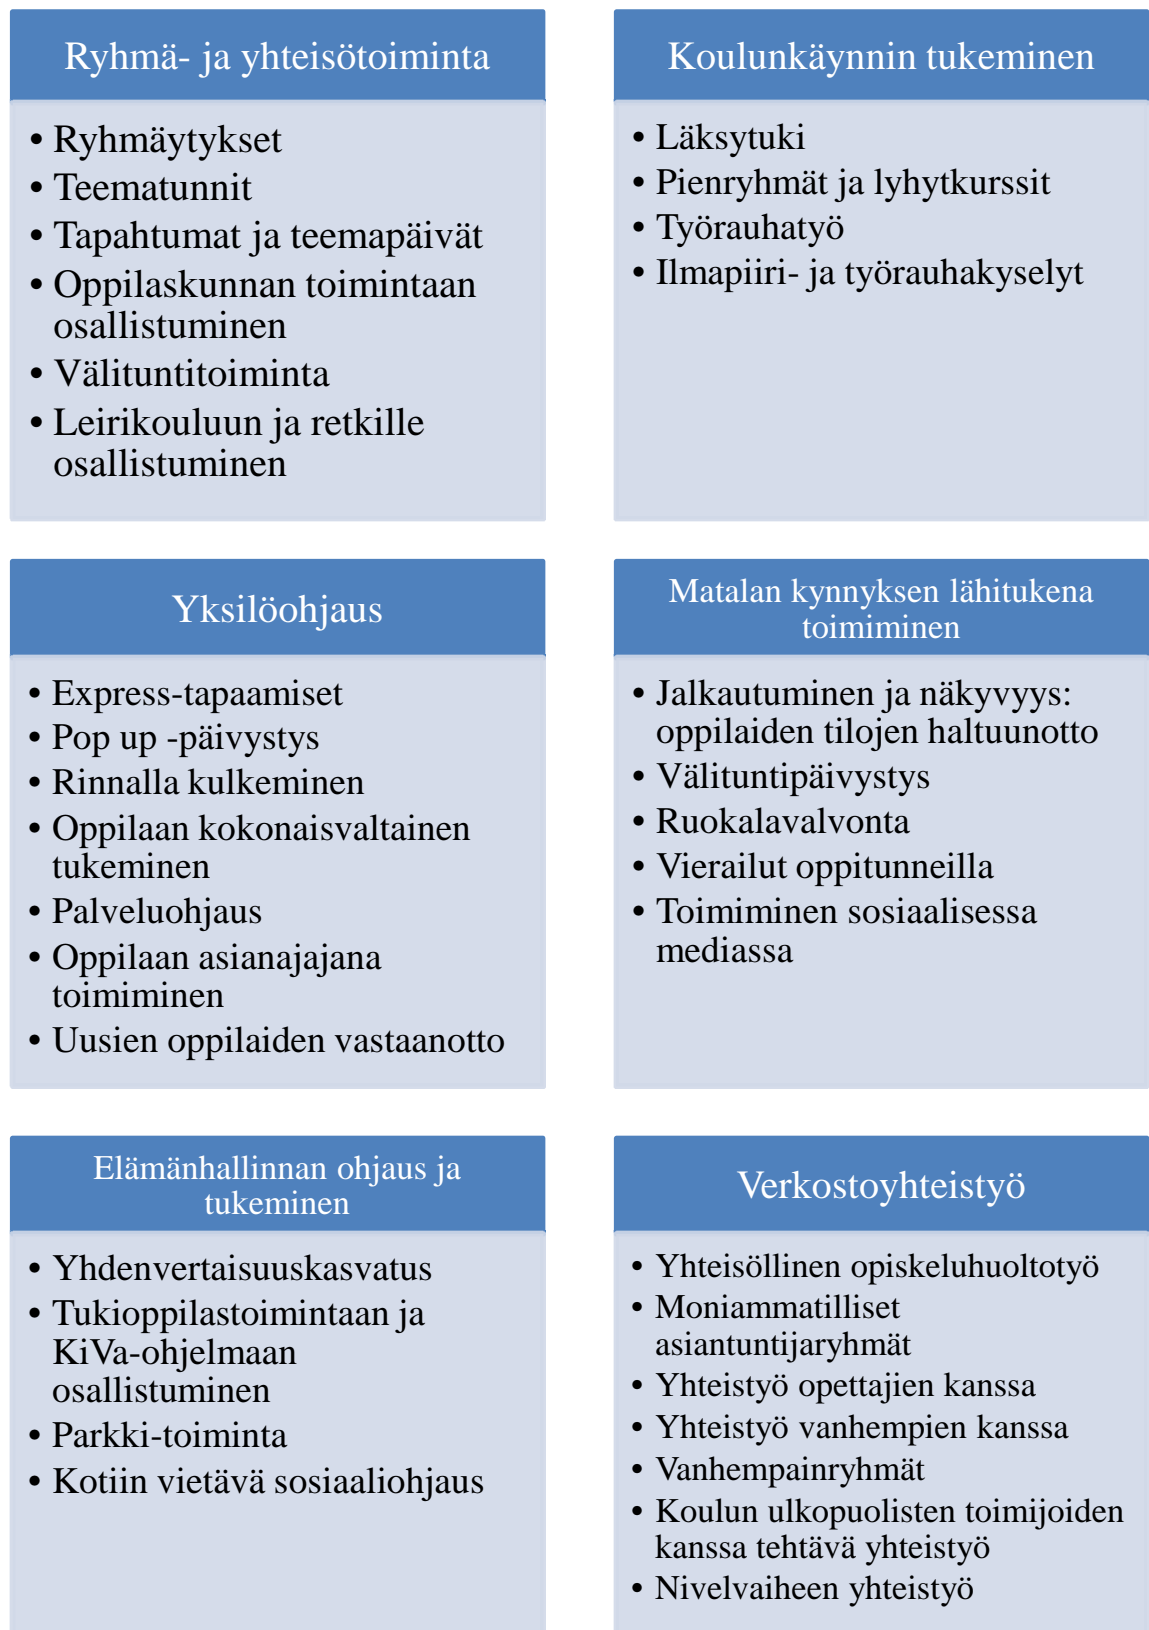 Ryhmä- ja yhteisötoiminta
• Ryhmäytykset
• Teematunnit
• Tapahtumat ja teemapäivät
• Oppilaskunnan toimintaan
osallistuminen
• Välituntitoiminta
• Leirikouluun ja retkille
osallistuminen
Koulunkäynnin tukeminen
• Läksytuki
• Pienryhmät ja lyhytkurssit
• Työrauhatyö
• Ilmapiiri- ja työrauhakyselyt
Yksilöohjaus
• Express-tapaamiset
• Pop up -päivystys
• Rinnalla kulkeminen
• Oppilaan kokonaisvaltainen
tukeminen
• Palveluohjaus
• Oppilaan asianajajana
toimiminen
• Uusien oppilaiden vastaanotto
Matalan kynnyksen lähitukena
toimiminen
• Jalkautuminen ja näkyvyys:
oppilaiden tilojen haltuunotto
• Välituntipäivystys
• Ruokalavalvonta
• Vierailut oppitunneilla
• Toimiminen sosiaalisessa
mediassa
Elämänhallinnan ohjaus ja
tukeminen
• Yhdenvertaisuuskasvatus
• Tukioppilastoimintaan ja
KiVa-ohjelmaan
osallistuminen
• Parkki-toiminta
• Kotiin vietävä sosiaaliohjaus
Verkostoyhteistyö
• Yhteisöllinen opiskeluhuoltotyö
• Moniammatilliset
asiantuntijaryhmät
• Yhteistyö opettajien kanssa
• Yhteistyö vanhempien kanssa
• Vanhempainryhmät
• Koulun ulkopuolisten toimijoiden
kanssa tehtävä yhteistyö
• Nivelvaiheen yhteistyö